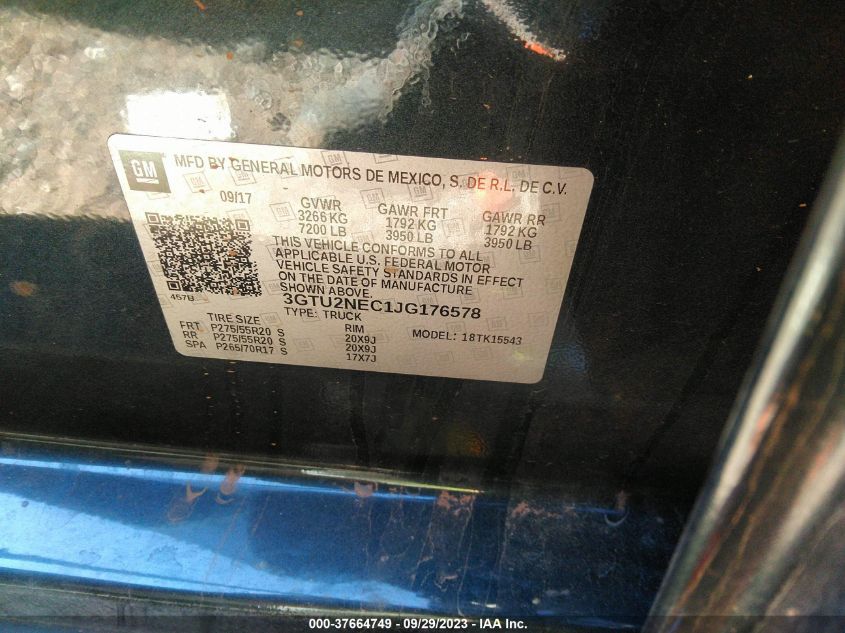 GM
MFD BY GENERAL MOTORS DE MEXICO, S. DE R.L. DE C.V.
09/17
GVWR GAWR FRT GAWR RR
3266 KG 1792 KG 1792 KG
7200 LB 3950 LB 3950 LB
THIS VEHICLE CONFORMS TO ALL
APPLICABLE U.S. FEDERAL MOTOR
VEHICLE SAFETY STANDARDS IN EFFECT
ON THE DATE OF MANUFACTURE
SHOWN ABOVE.
457B
3GTU2NEC1JG176578
TYPE: TRUCK
MODEL: 18TK15543
TIRE SIZE RIM
FRT P275/55R20 S 20X9J
RR P275/55R20 S 20X9J
SPA P265/70R17 S 17X7J
000-37664749 - 09/29/2023 - IAA Inc.